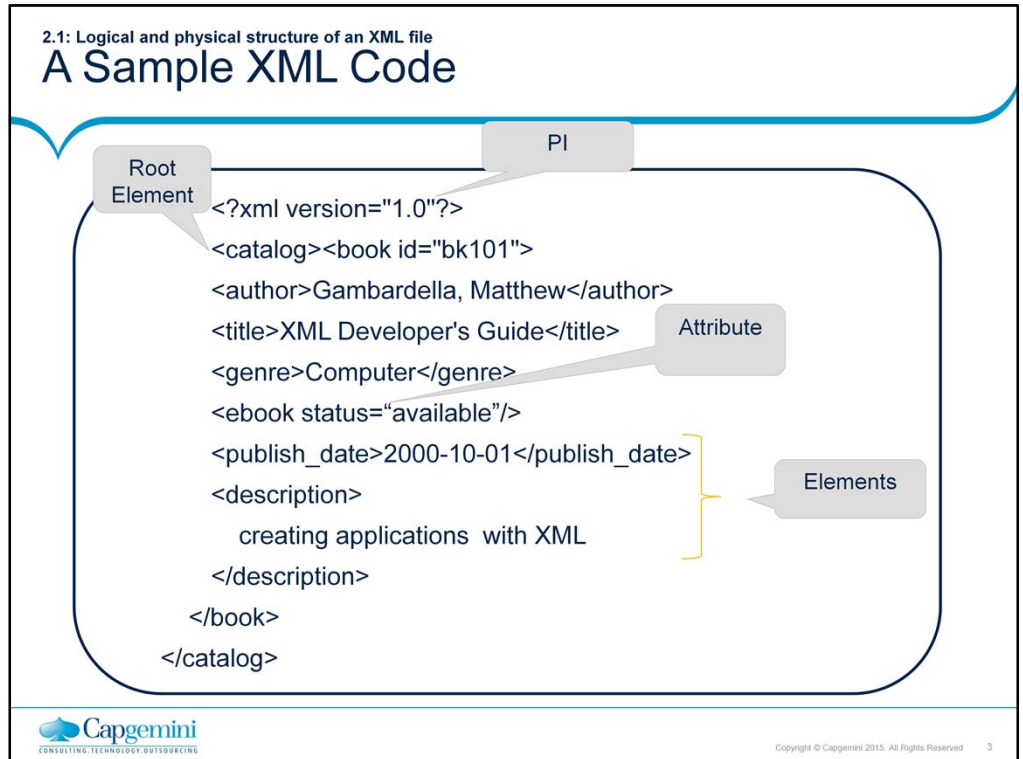 2.1: Logical and physical structure of an XML file
A Sample XML Code
PI
Root
Element
<?xml version="1.0"?>
<catalog><book id="bk101">
<author>Gambardella, Matthew</author>
<title>XML Developer's Guide</title>
Attribute
<genre>Computer</genre>
<ebook status=“available”/>
<publish_date>2000-10-01</publish_date>
Elements
<description>
creating applications  with XML
</description>
</book>
</catalog>
Capgemini
CONSULTING.TECHNOLOGY.OUTSOURCING
Copyright © Capgemini 2015. All Rights Reserved 3